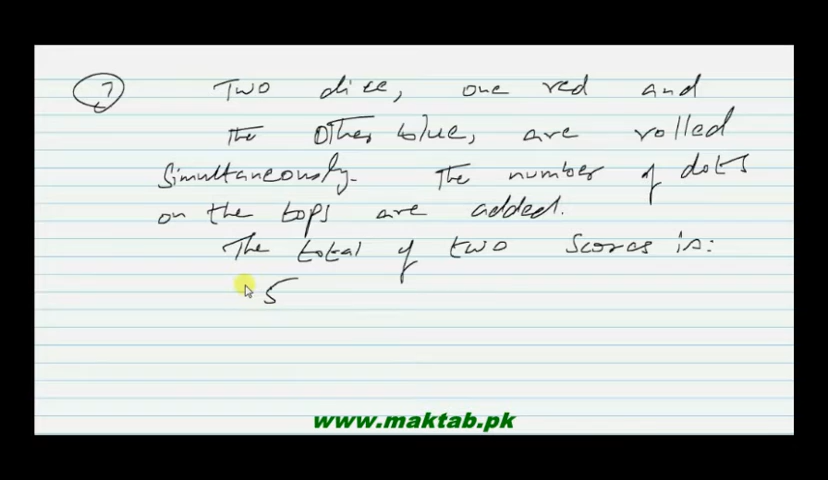 7 Two dice, one red and
the other blue, are rolled
simultaneously. The number of dots
on the tops are added.
The total of two scores is:
5
www.maktab.pk